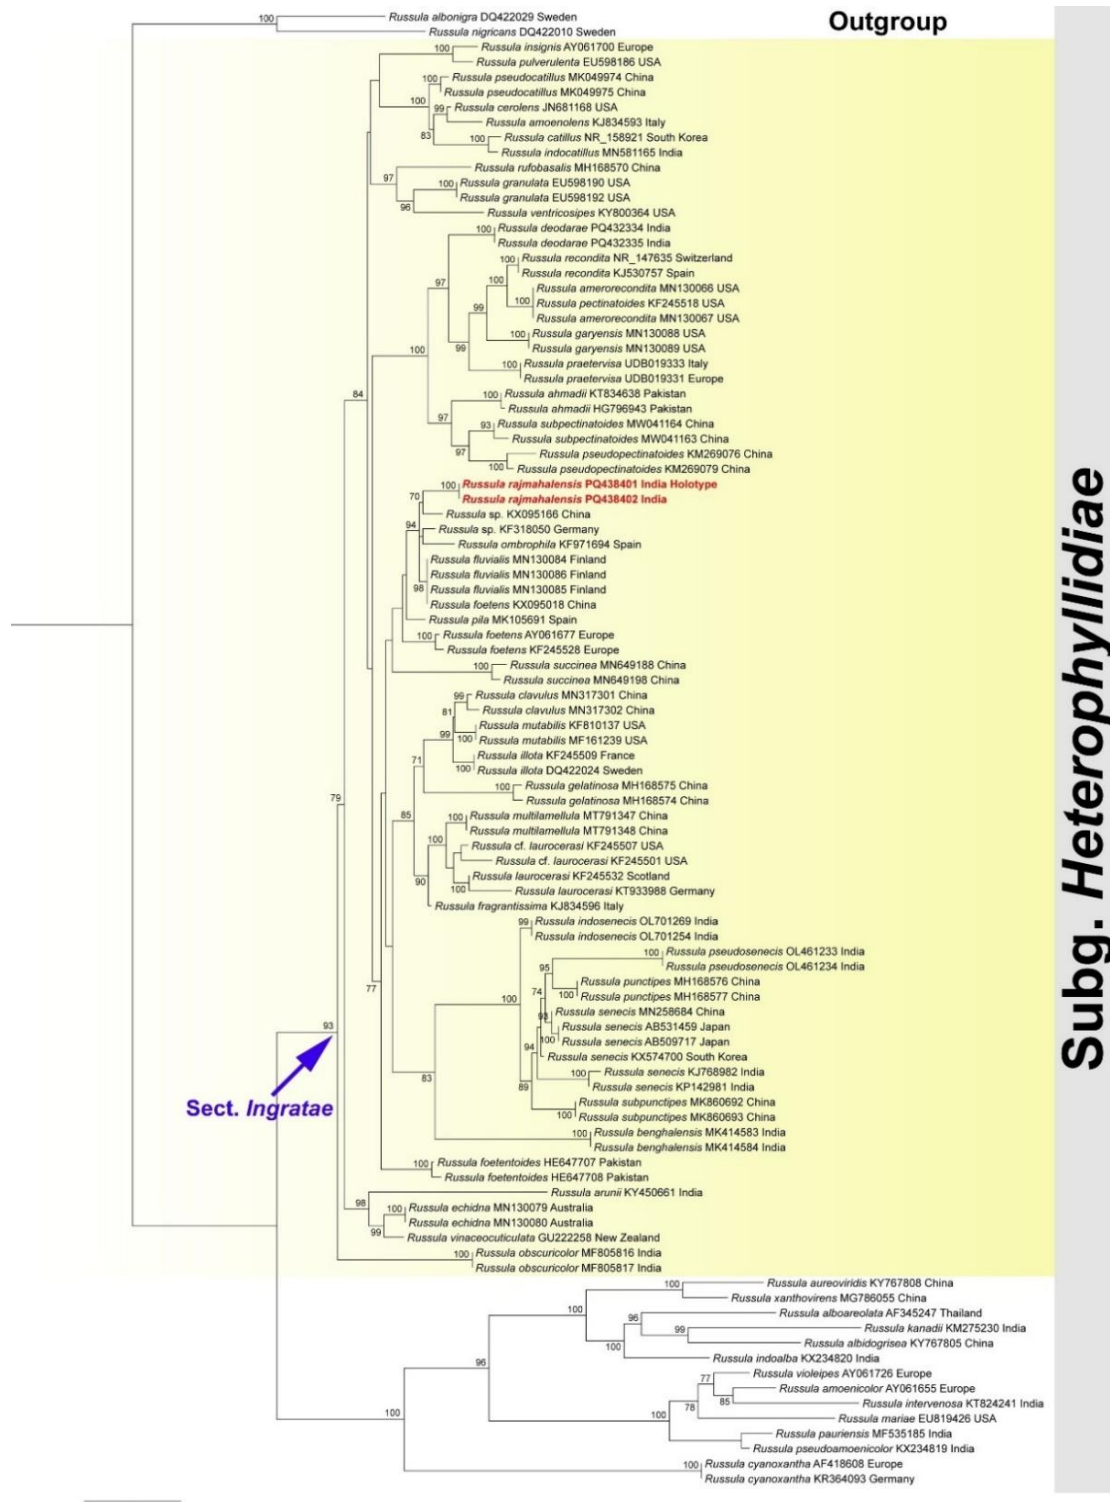 100
Russula albonigra DQ422029 Sweden
Russula nigricans DQ422010 Sweden
Outgroup
100
Russula insignis AY061700 Europe
Russula pulverulenta EU598186 USA
100
Russula pseudocatillus MK049974 China
Russula pseudocatillus MK049975 China
100
99
Russula cerolens JN681168 USA
Russula amoenolens KJ834593 Italy
83
100
Russula catillus NR_158921 South Korea
Russula indocatillus MN581165 India
Russula rufobasalis MH168570 China
97
100
Russula granulata EU598190 USA
Russula granulata EU598192 USA
96
Russula ventricosipes KY800364 USA
100
Russula deodarae PQ432334 India
Russula deodarae PQ432335 India
100
Russula recondita NR_147635 Switzerland
Russula recondita KJ530757 Spain
97
100
Russula amerorecondita MN130066 USA
100
Russula pectinatoides KF245518 USA
99
Russula amerorecondita MN130067 USA
100
Russula garyensis MN130088 USA
99
Russula garyensis MN130089 USA
100
100
Russula praetervisa UDB019333 Italy
Russula praetervisa UDB019331 Europe
84
100
Russula ahmadii KT834638 Pakistan
Russula ahmadii HG796943 Pakistan
97
93
Russula subpectinatoides MW041164 China
Russula subpectinatoides MW041163 China
97
Russula pseudopectinatoides KM269076 China
100
Russula pseudopectinatoides KM269079 China
100
Russula rajmahalensis PQ438401 India Holotype
70
Russula rajmahalensis PQ438402 India
Russula sp. KX095166 China
94
Russula sp. KF318050 Germany
Russula ombrophila KF971694 Spain
Russula fluvialis MN130084 Finland
Russula fluvialis MN130086 Finland
98
Russula fluvialis MN130085 Finland
Russula foetens KX095018 China
Russula pila MK105691 Spain
100
Russula foetens AY061677 Europe
Russula foetens KF245528 Europe
100
Russula succinea MN649188 China
Russula succinea MN649198 China
99
Russula clavulus MN317301 China
81
Russula clavulus MN317302 China
Russula mutabilis KF810137 USA
99
100
Russula mutabilis MF161239 USA
Russula illota KF245509 France
71
100
Russula illota DQ422024 Sweden
100
Russula gelatinosa MH168575 China
79
Russula gelatinosa MH168574 China
85
100
Russula multilamellula MT791347 China
Russula multilamellula MT791348 China
100
Russula cf. laurocerasi KF245507 USA
Russula cf. laurocerasi KF245501 USA
90
Russula laurocerasi KF245532 Scotland
100
Russula laurocerasi KT933988 Germany
Russula fragrantissima KJ834596 Italy
99
Russula indosenecis OL701269 India
Russula indosenecis OL701254 India
100
Russula pseudosenecis OL461233 India
95
Russula pseudosenecis OL461234 India
77
Russula punctipes MH168576 China
74
100
Russula punctipes MH168577 China
100
93
Russula senecis MN258684 China
Russula senecis AB531459 Japan
93
100
Russula senecis AB509717 Japan
94
Russula senecis KX574700 South Korea
100
Russula senecis KJ768982 India
83
89
Russula senecis KP142981 India
100
Russula subpunctipes MK860692 China
Russula subpunctipes MK860693 China
Sect. Ingratae
100
Russula benghalensis MK414583 India
Russula benghalensis MK414584 India
100
Russula foetentoides HE647707 Pakistan
Russula foetentoides HE647708 Pakistan
Russula arunii KY450661 India
98
100
Russula echidna MN130079 Australia
Russula echidna MN130080 Australia
99
Russula vinaceocuticulata GU222258 New Zealand
100
Russula obscuricolor MF805816 India
Russula obscuricolor MF805817 India
100
Russula aureoviridis KY767808 China
Russula xanthovirens MG786055 China
100
96
Russula alboareolata AF345247 Thailand
99
Russula kanadii KM275230 India
100
Russula albidogrisea KY767805 China
96
Russula indoalba KX234820 India
77
Russula violeipes AY061726 Europe
Russula amoenicolor AY061655 Europe
85
78
Russula intervenosa KT824241 India
100
100
Russula mariae EU819426 USA
Russula pauriensis MF535185 India
Russula pseudoamoenicolor KX234819 India
100
Russula cyanoxantha AF418608 Europe
Russula cyanoxantha KR364093 Germany
Subg. Heterophyllidiae